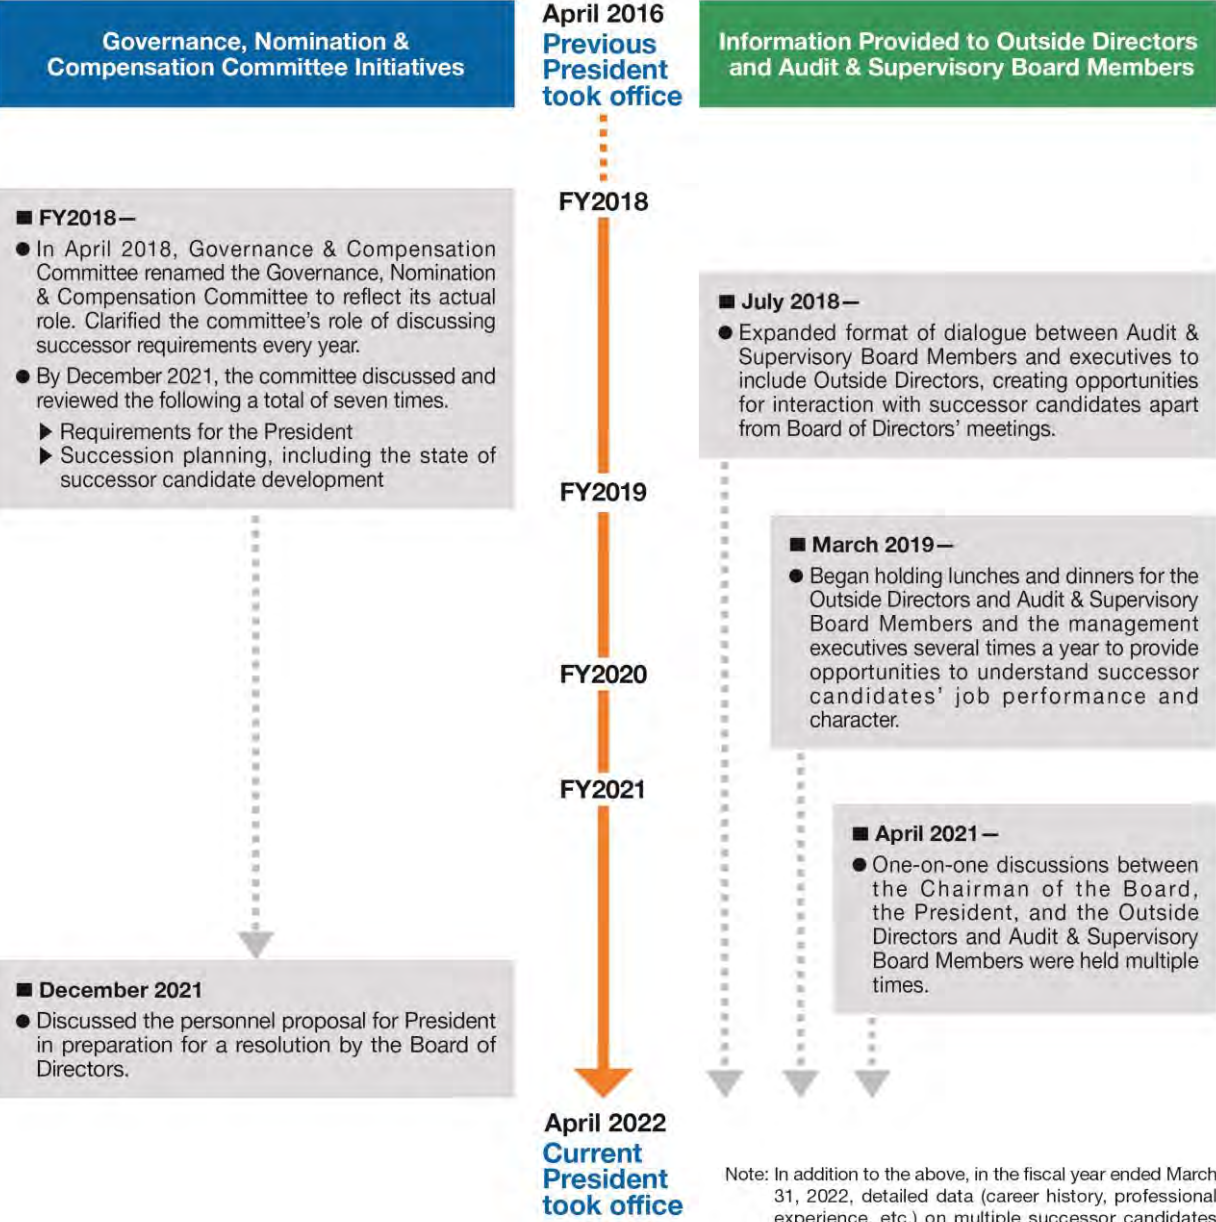 Governance, Nomination &
Compensation Committee Initiatives
April 2016
Previous
President
took office
Information Provided to Outside Directors
and Audit & Supervisory Board Members
FY2018
■ FY2018—
● In April 2018, Governance & Compensation
Committee renamed the Governance, Nomination
& Compensation Committee to reflect its actual
role. Clarified the committee's role of discussing
successor requirements every year.
● By December 2021, the committee discussed and
reviewed the following a total of seven times.
▶ Requirements for the President
▶ Succession planning, including the state of
successor candidate development
■ July 2018—
● Expanded format of dialogue between Audit &
Supervisory Board Members and executives to
include Outside Directors, creating opportunities
for interaction with successor candidates apart
from Board of Directors' meetings.
FY2019
■ March 2019—
● Began holding lunches and dinners for the
Outside Directors and Audit & Supervisory
Board Members and the management
executives several times a year to provide
opportunities to understand successor
candidates' job performance and
character.
FY2020
FY2021
■ April 2021—
● One-on-one discussions between
the Chairman of the Board,
the President, and the Outside
Directors and Audit & Supervisory
Board Members were held multiple
times.
■ December 2021
● Discussed the personnel proposal for President
in preparation for a resolution by the Board of
Directors.
April 2022
Current
President
took office
Note: In addition to the above, in the fiscal year ended March
31, 2022, detailed data (career history, professional
experience, etc.) on multiple successor candidates